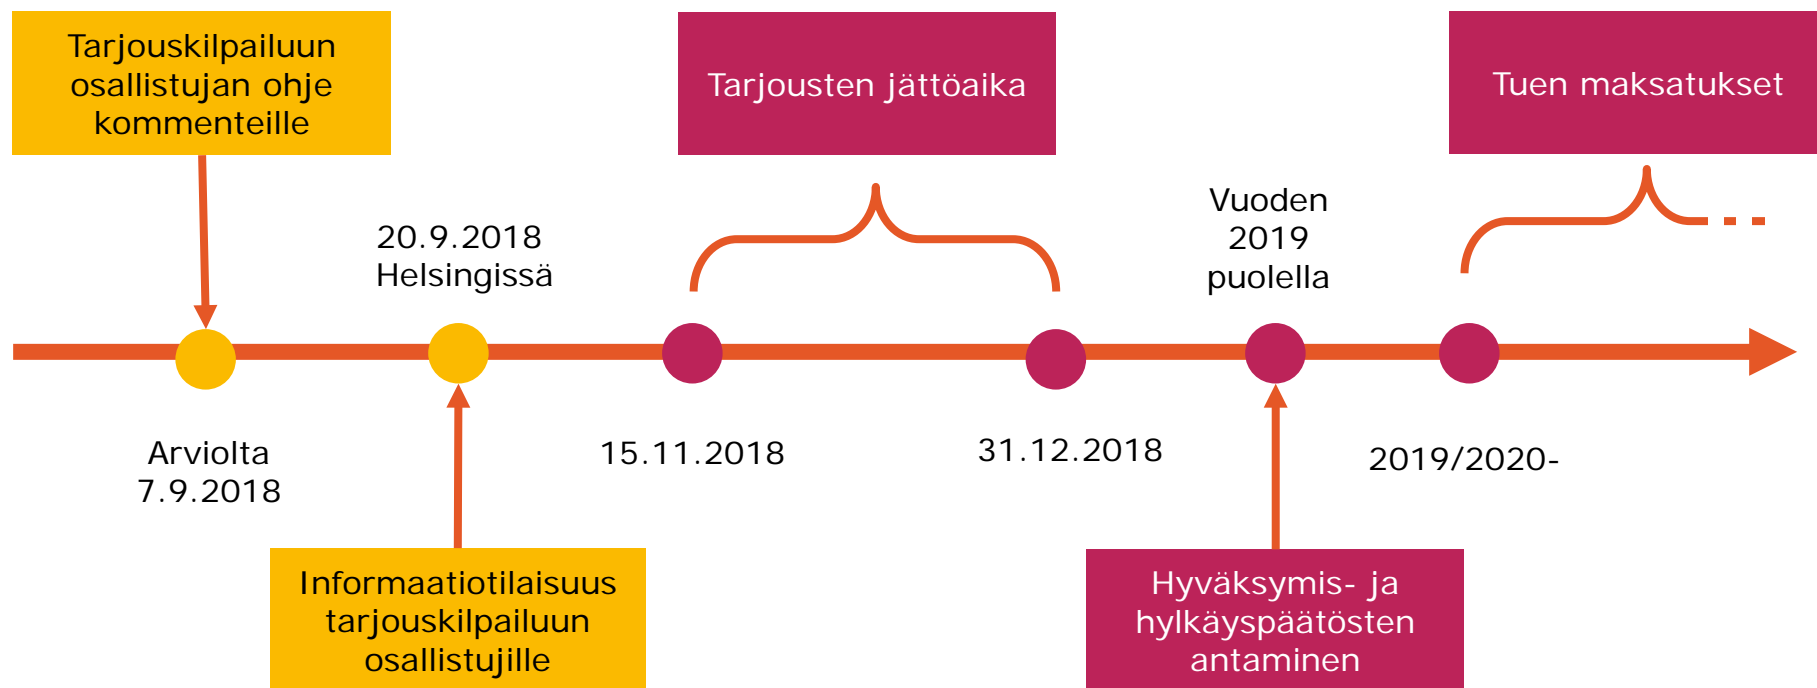 Tarjouskilpailuun
osallistujan ohje
kommenteille
Tarjousten jättöaika
Tuen maksatukset
20.9.2018
Helsingissä
Vuoden
2019
puolella
Arviolta
7.9.2018
15.11.2018
31.12.2018
2019/2020-
Informaatiotilaisuus
tarjouskilpailuun
osallistujille
Hyväksymis- ja
hylkäyspäätösten
antaminen